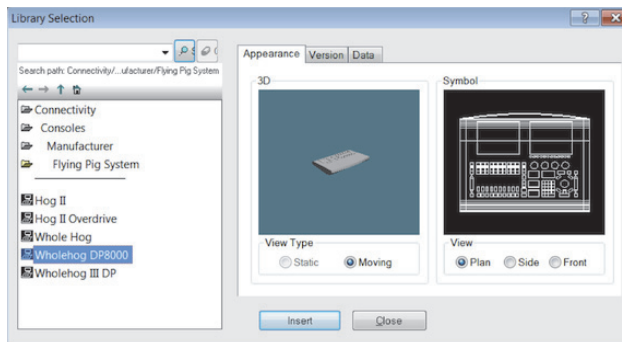 Library Selection
Search path: Connectivity/...ufacturer/Flying Pig System
Connectivity
Consoles
Manufacturer
Flying Pig System
Hog II
Hog II Overdrive
Whole Hog
Wholehog DP8000
Wholehog III DP
Appearance Version Data
3D
View Type
Static Moving
Symbol
View
Plan Side Front
Insert Close